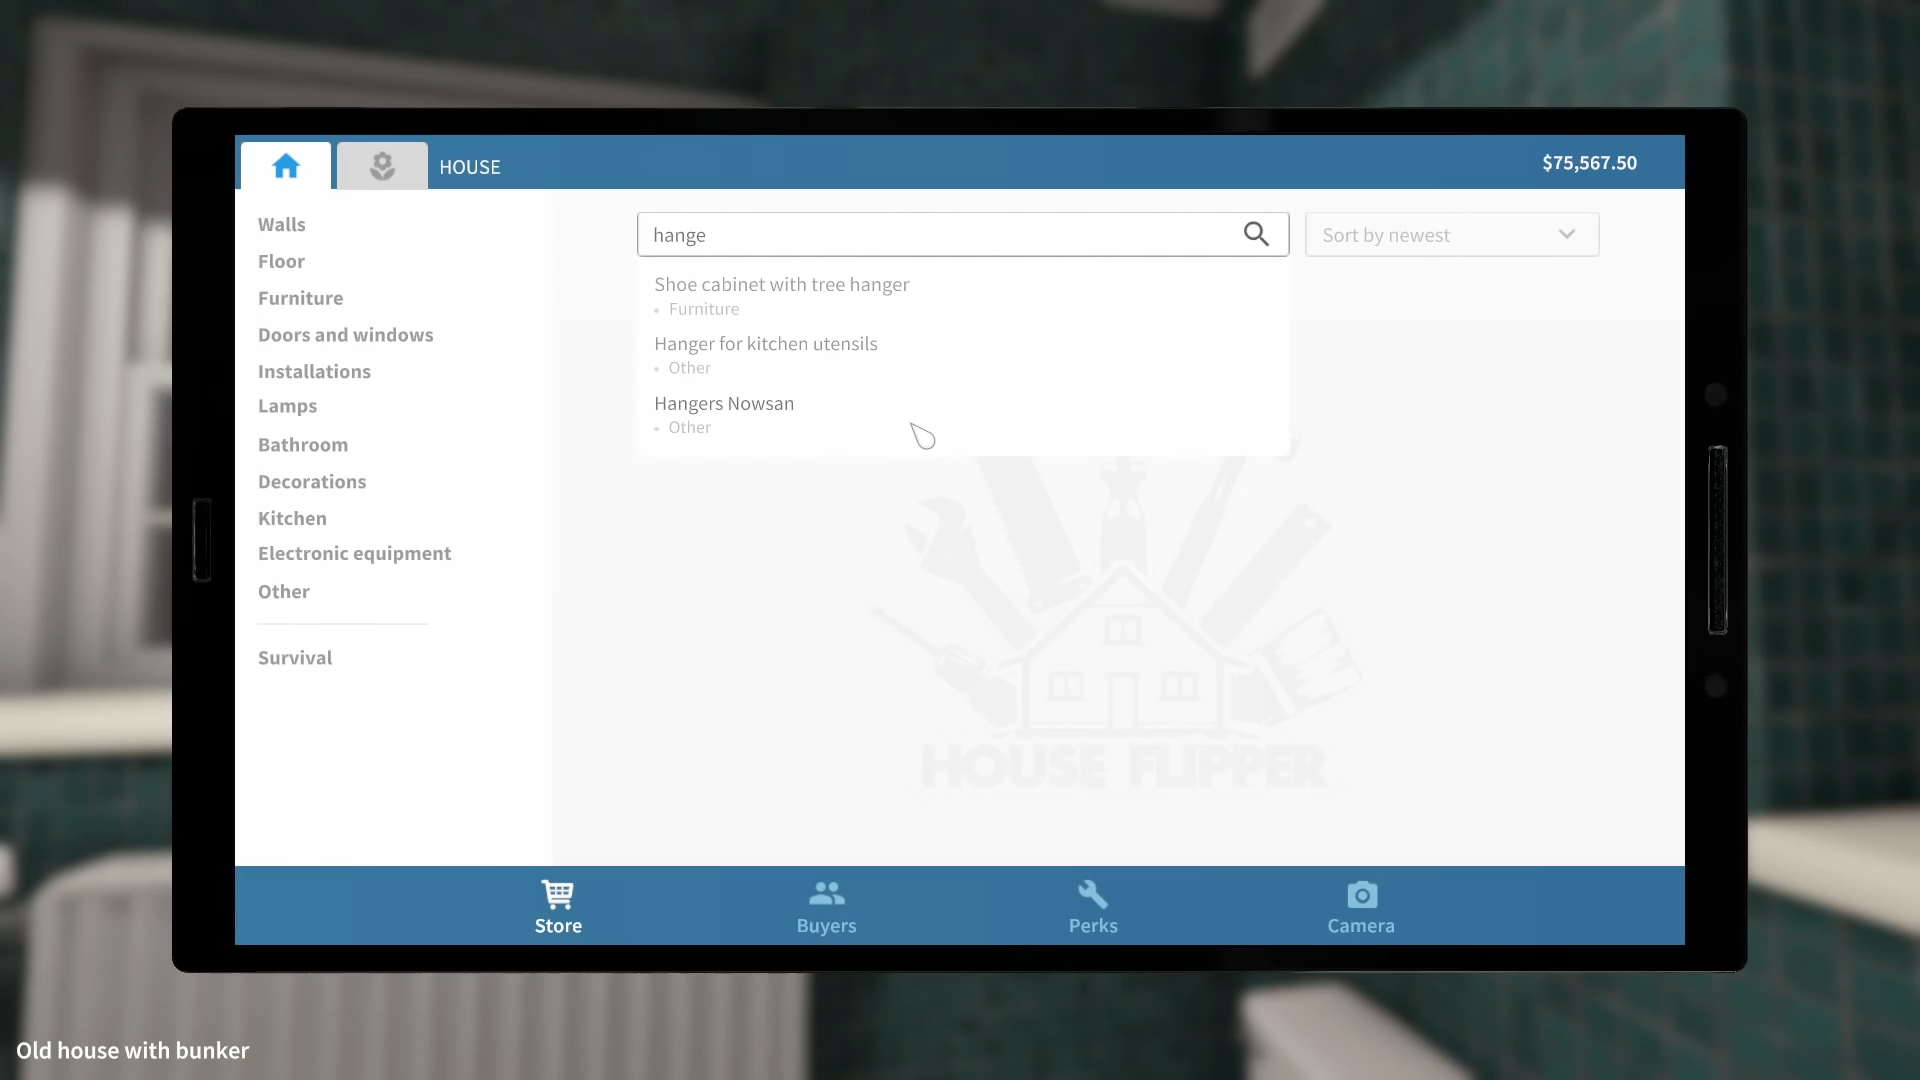 HOUSE
$75,567.50
Walls
Floor
Furniture
Doors and windows
Installations
Lamps
Bathroom
Decorations
Kitchen
Electronic equipment
Other
Survival
hange
Sort by newest
Shoe cabinet with tree hanger
• Furniture
Hanger for kitchen utensils
• Other
Hangers Nowsan
• Other
HOUSE FLIPPER
Store
Buyers
Perks
Camera
Old house with bunker